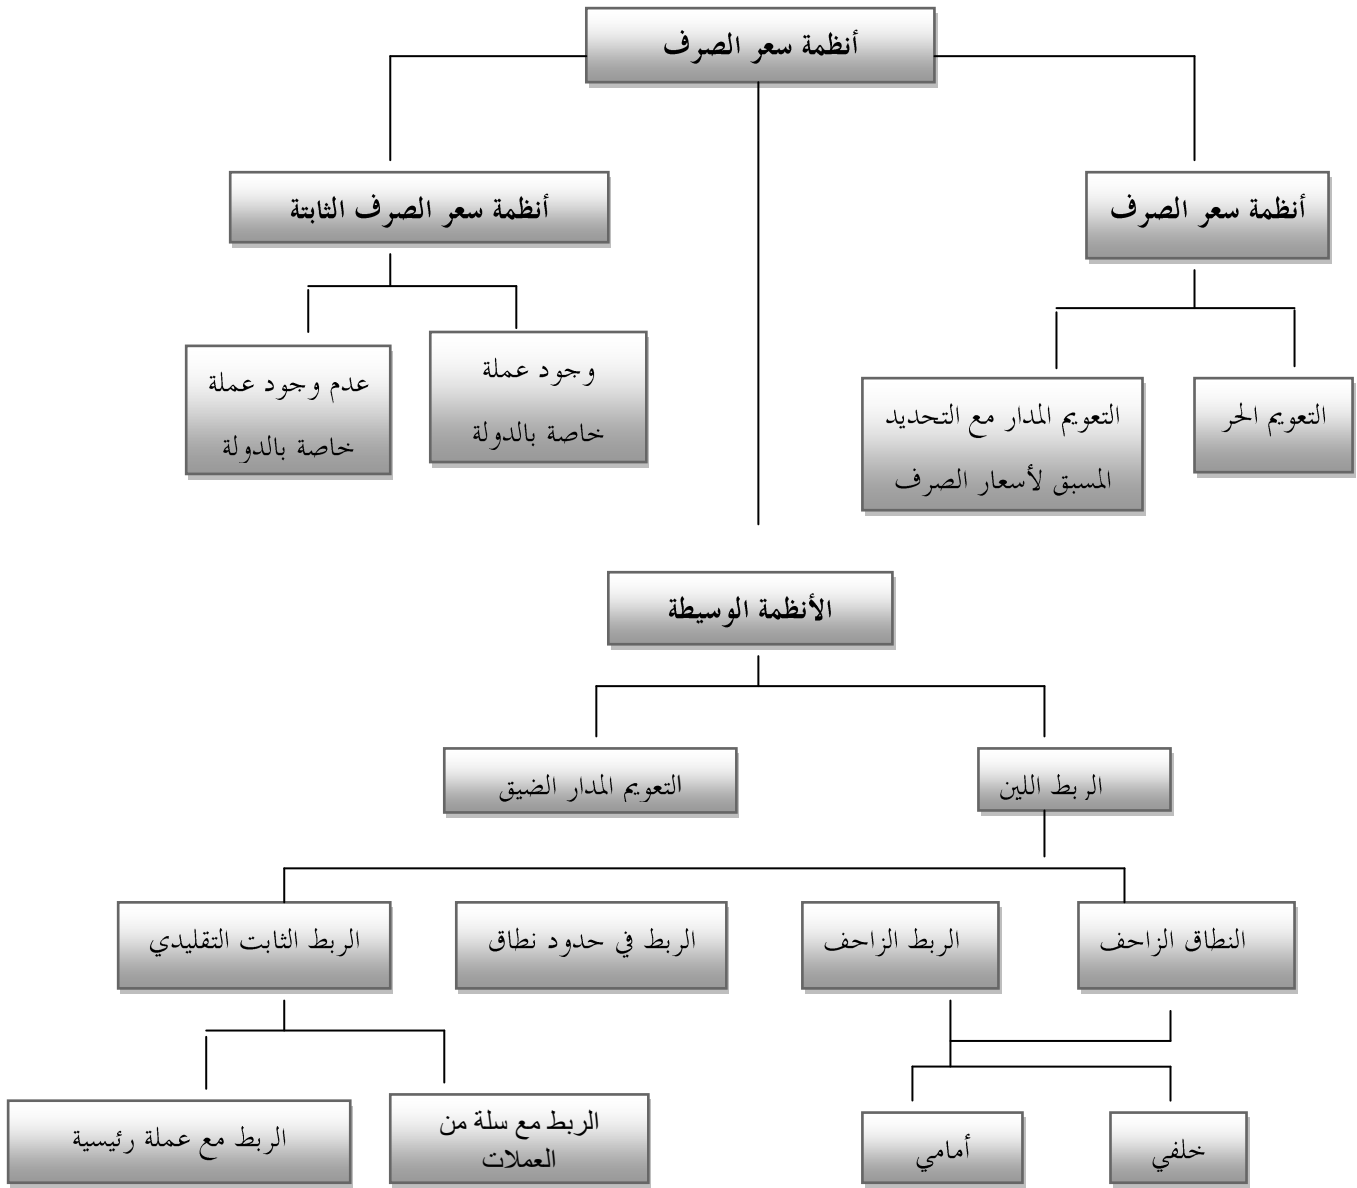 أنظمة سعر الصرف
أنظمة سعر الصرف
أنظمة سعر الصرف الثابتة
التعويم الحر
التعويم المدار مع التحديد
المسبق لأسعار الصرف
وجود عملة
خاصة بالدولة
عدم وجود عملة
خاصة بالدولة
الأنظمة الوسيطة
الربط اللين
التعويم المدار الضيق
النطاق الزاحف
الربط الزاحف
الربط في حدود نطاق
الربط الثابت التقليدي
خلفي
أمامي
الربط مع سلة من
العملات
الربط مع عملة رئيسية